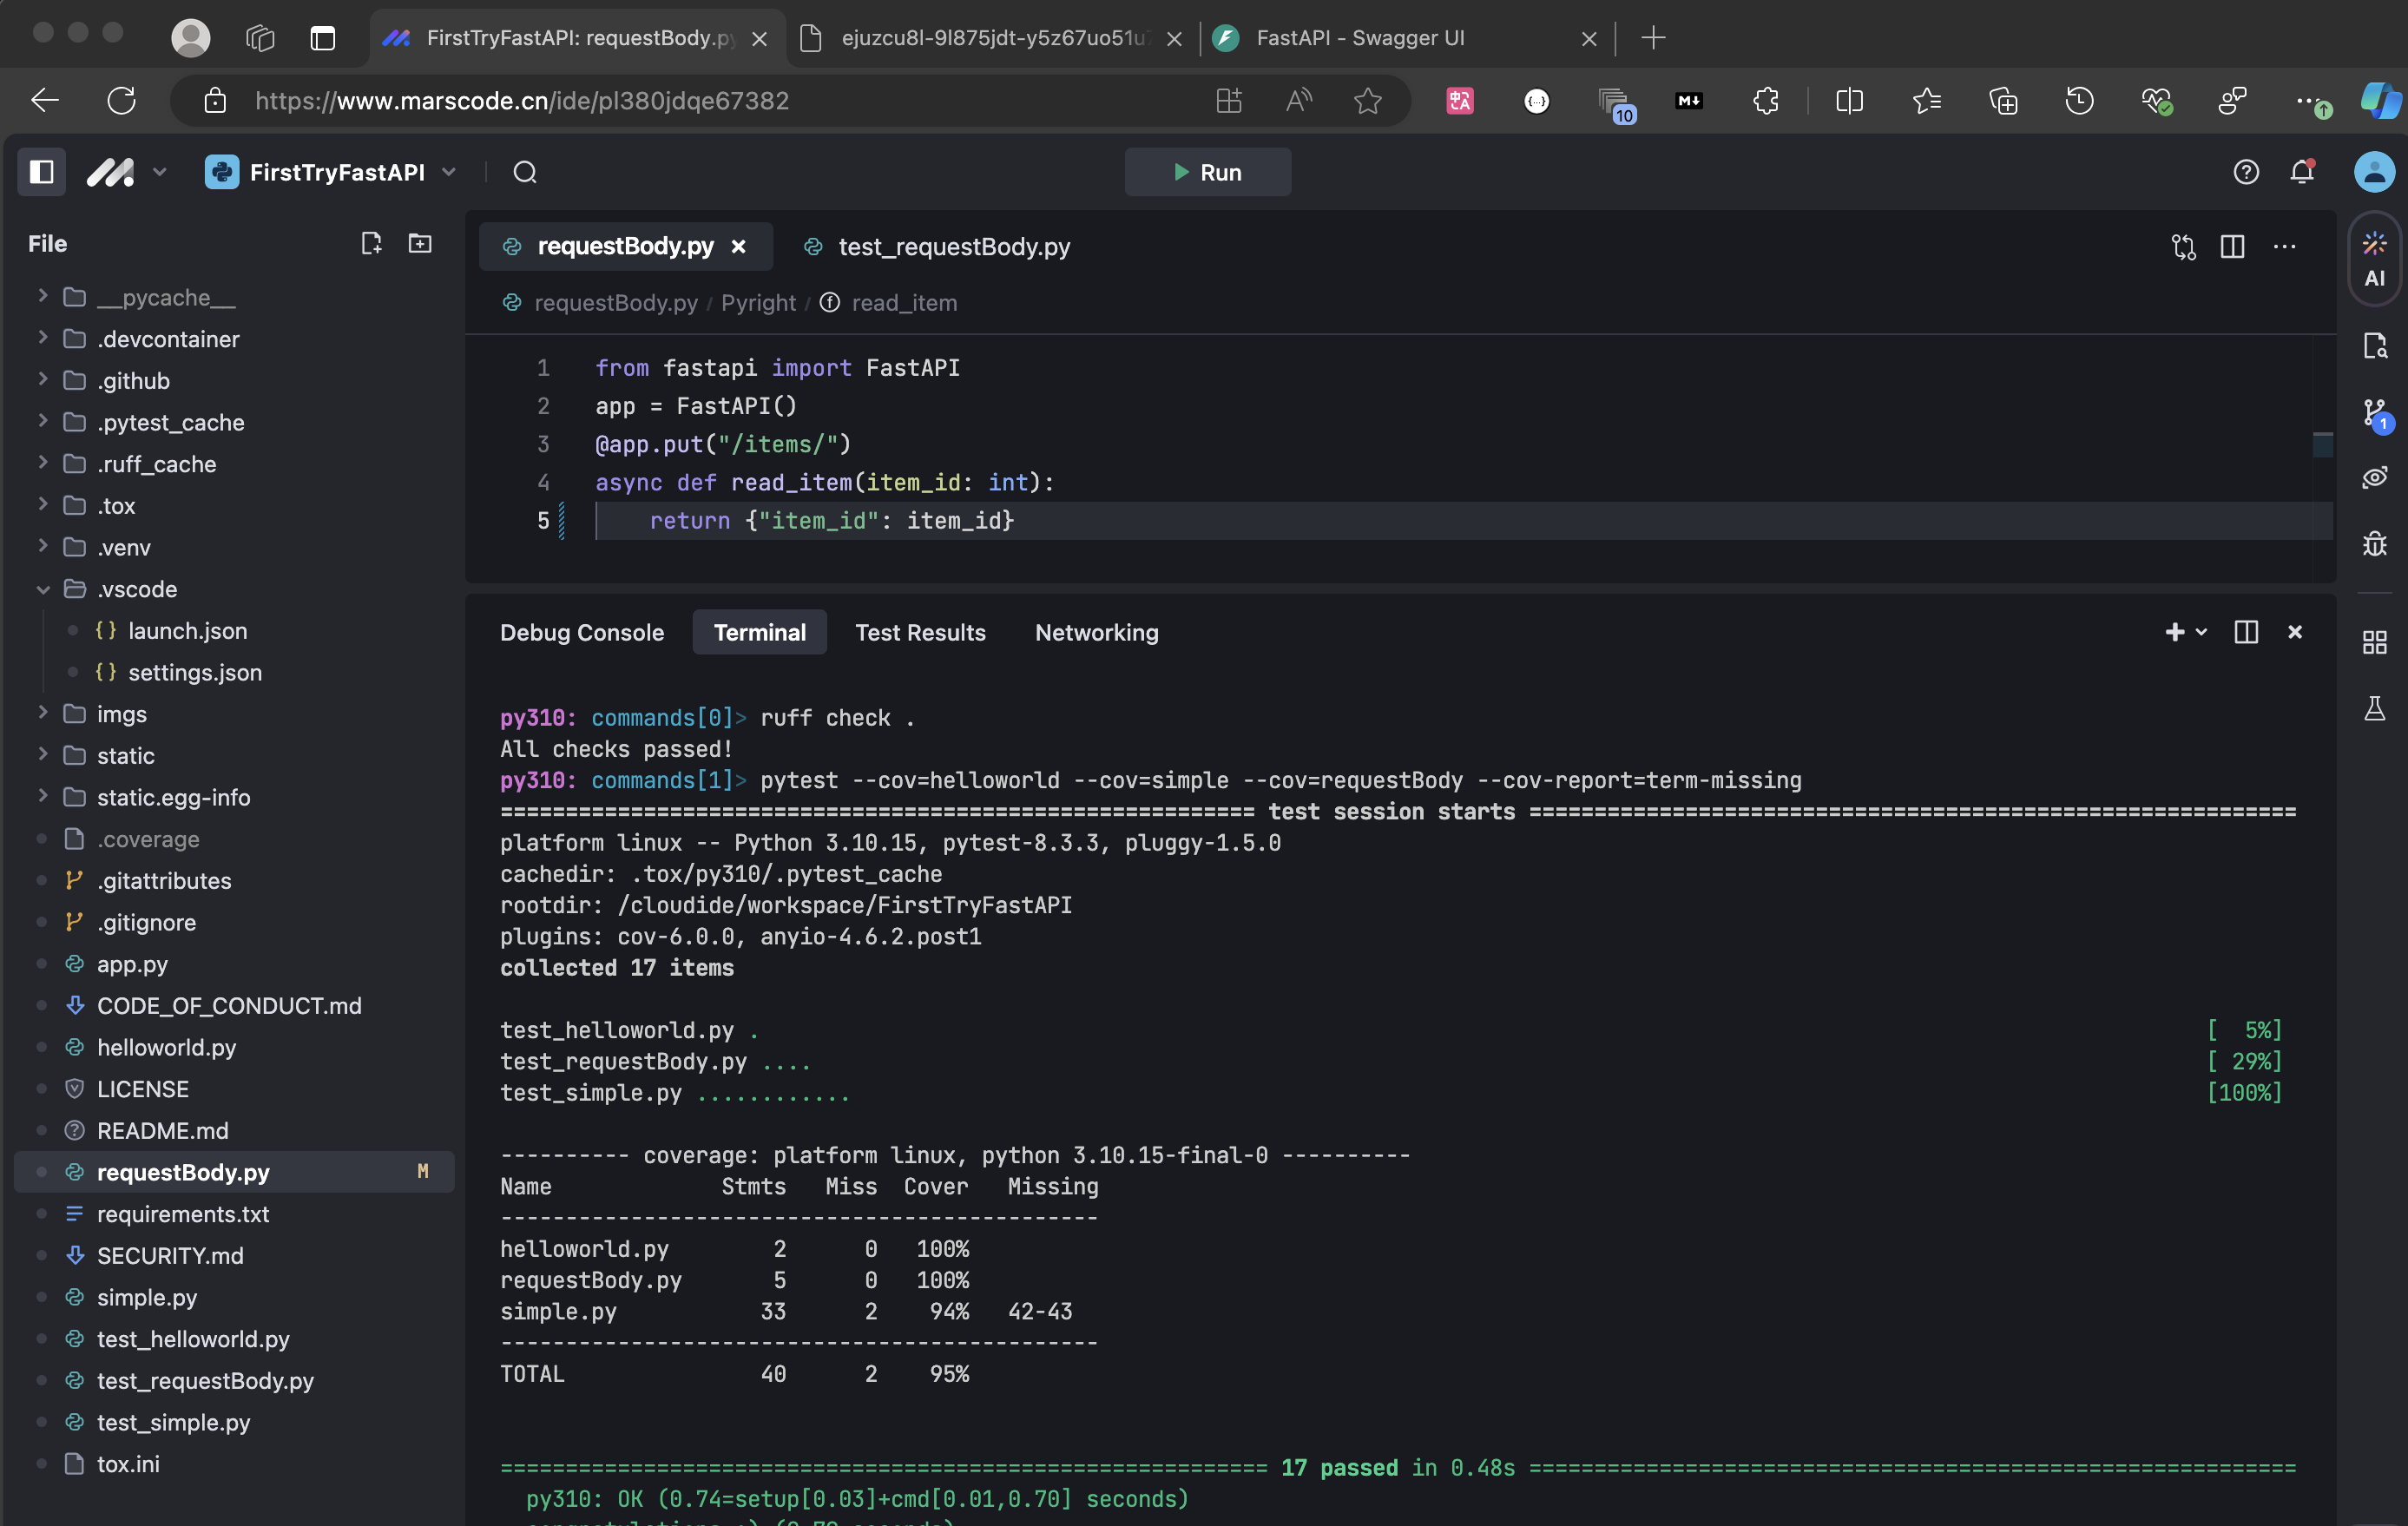 FirstTryFastAPI: requestBody.py
ejuzcu8l-9l875jdt-y5z67uo51u
FastAPI - Swagger UI
https://www.marscode.cn/ide/pl380jdqe67382
10
FirstTryFastAPI
Run
File
__pycache__
.devcontainer
.github
.pytest_cache
.ruff_cache
.tox
.venv
.vscode
launch.json
settings.json
imgs
static
static.egg-info
.coverage
.gitattributes
.gitignore
app.py
CODE_OF_CONDUCT.md
helloworld.py
LICENSE
README.md
requestBody.py M
requirements.txt
SECURITY.md
simple.py
test_helloworld.py
test_requestBody.py
test_simple.py
tox.ini
requestBody.py
test_requestBody.py
requestBody.py / Pyright / read_item
1 from fastapi import FastAPI
2 app = FastAPI()
3 @app.put("/items/")
4 async def read_item(item_id: int):
5     return {"item_id": item_id}
AI
1
Debug Console
Terminal
Test Results
Networking
py310: commands[0]> ruff check .
All checks passed!
py310: commands[1]> pytest --cov=helloworld --cov=simple --cov=requestBody --cov-report=term-missing
========================================================== test session starts ===========================================================
platform linux -- Python 3.10.15, pytest-8.3.3, pluggy-1.5.0
cachedir: .tox/py310/.pytest_cache
rootdir: /cloudide/workspace/FirstTryFastAPI
plugins: cov-6.0.0, anyio-4.6.2.post1
collected 17 items
test_helloworld.py . [  5%]
test_requestBody.py .... [ 29%]
test_simple.py ............ [100%]
---------- coverage: platform linux, python 3.10.15-final-0 ----------
Name             Stmts   Miss  Cover   Missing
----------------------------------------------
helloworld.py        2      0   100%
requestBody.py       5      0   100%
simple.py           33      2    94%   42-43
----------------------------------------------
TOTAL               40      2    95%
=========================================================== 17 passed in 0.48s ===========================================================
py310: OK (0.74=setup[0.03]+cmd[0.01,0.70] seconds)